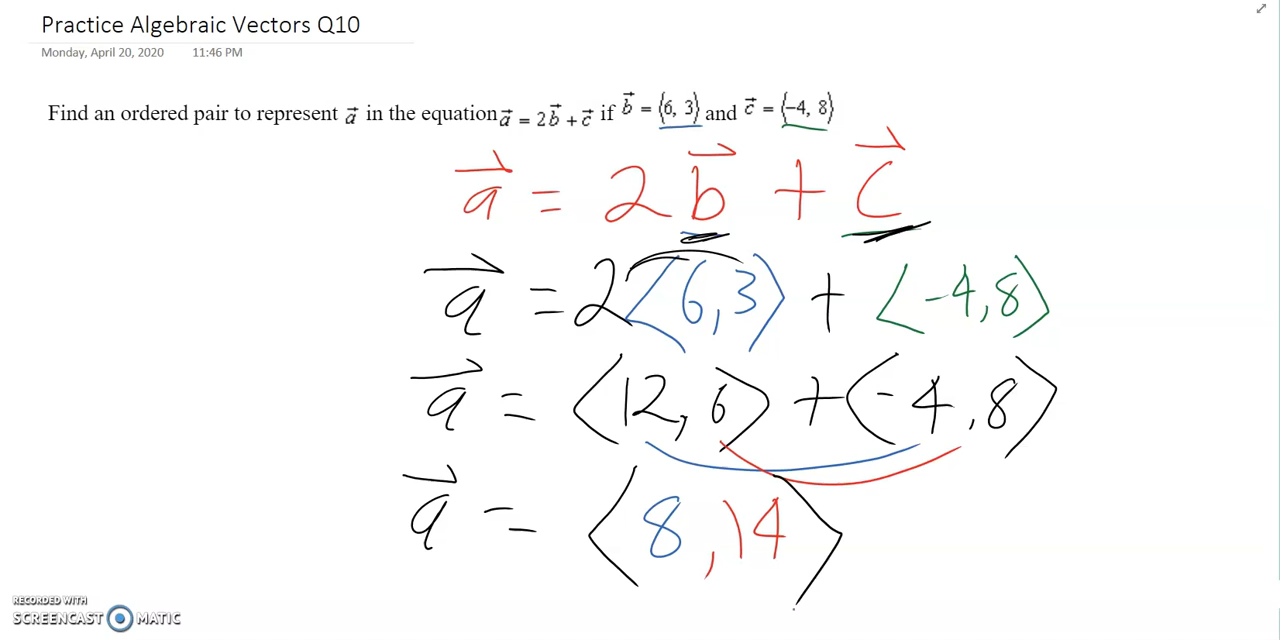 Practice Algebraic Vectors Q10
Monday, April 20, 2020 11:46 PM
Find an ordered pair to represent a⃗ in the equation a⃗ = 2b⃗ + c⃗ if b⃗ = ⟨6, 3⟩ and c⃗ = ⟨−4, 8⟩
a⃗ = 2 b⃗ + c⃗
a⃗ = 2⟨6, 3⟩ + ⟨-4, 8⟩
a⃗ = ⟨12, 6⟩ + ⟨-4, 8⟩
a⃗ = ⟨8, 14⟩
RECORDED WITH
SCREENCAST MATIC